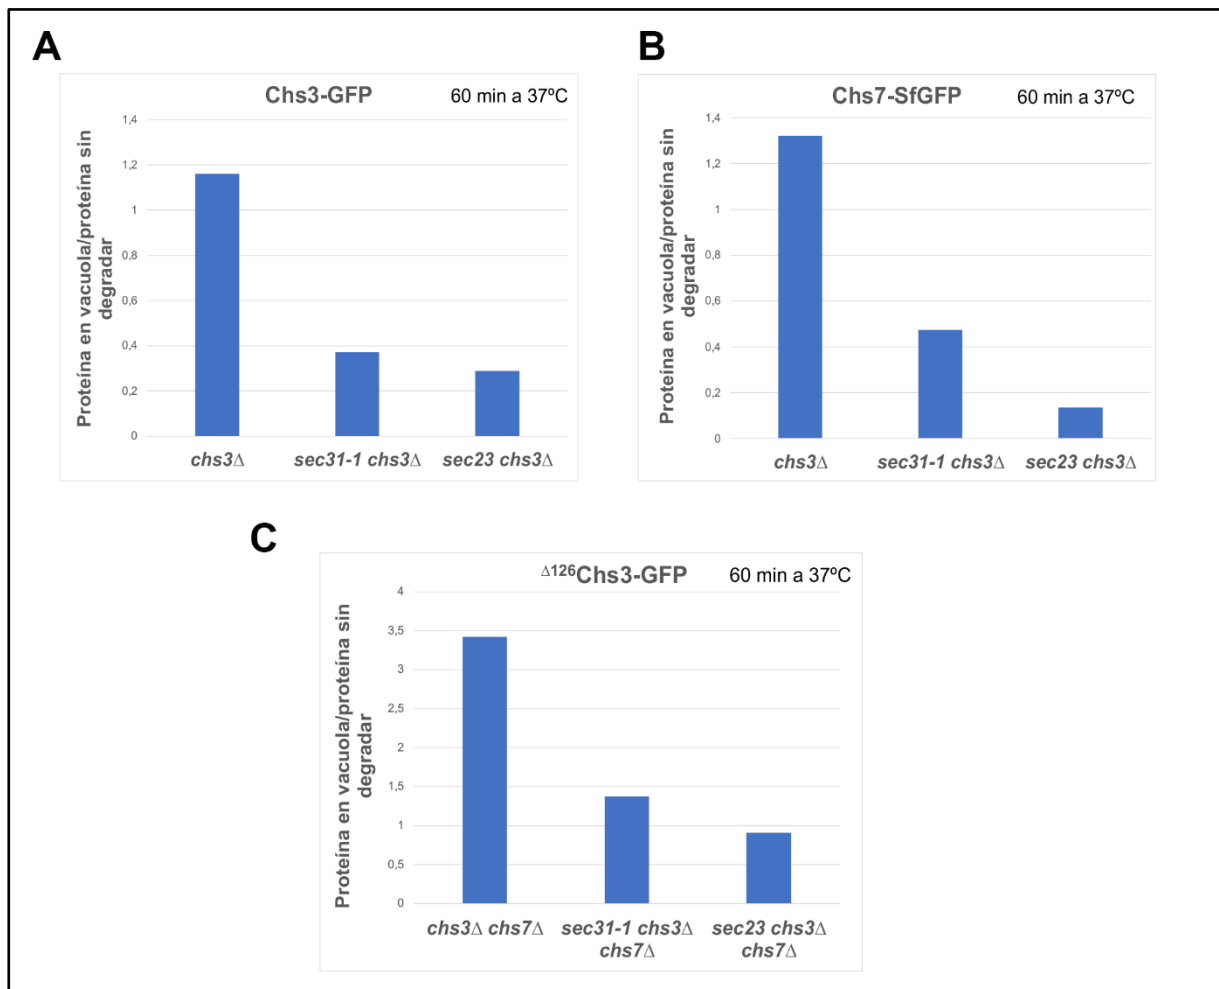 A
Chs3-GFP 60 min a 37ºC
Proteína en vacuola/proteína sin
degradar
1,4
1,2
1
0,8
0,6
0,4
0,2
0
chs3Δ sec31-1 chs3Δ sec23 chs3Δ
B
Chs7-SfGFP 60 min a 37ºC
Proteína en vacuola/proteína sin
degradar
1,4
1,2
1
0,8
0,6
0,4
0,2
0
chs3Δ sec31-1 chs3Δ sec23 chs3Δ
C
Δ126Chs3-GFP 60 min a 37ºC
Proteína en vacuola/proteína sin
degradar
4
3,5
3
2,5
2
1,5
1
0,5
0
chs3Δ chs7Δ sec31-1 chs3Δ sec23 chs3Δ
chs7Δ chs7Δ